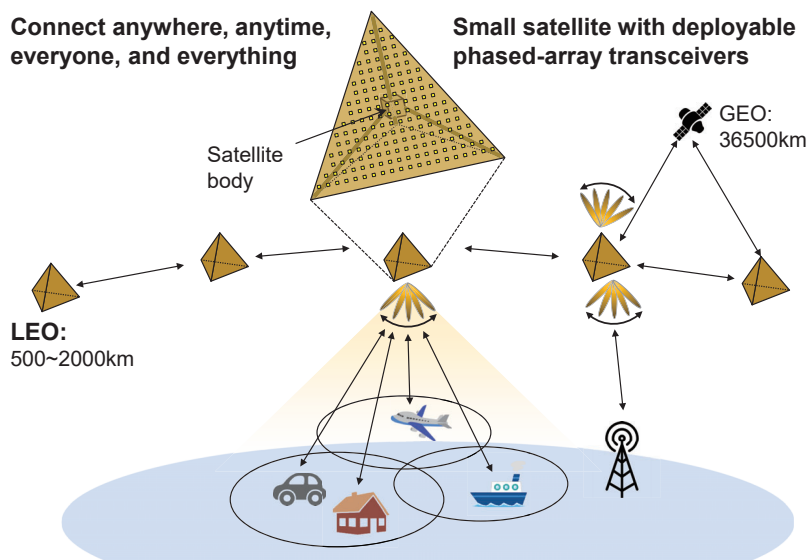 Connect anywhere, anytime,
everyone, and everything
Small satellite with deployable
phased-array transceivers
Satellite
body
GEO:
36500km
LEO:
500~2000km